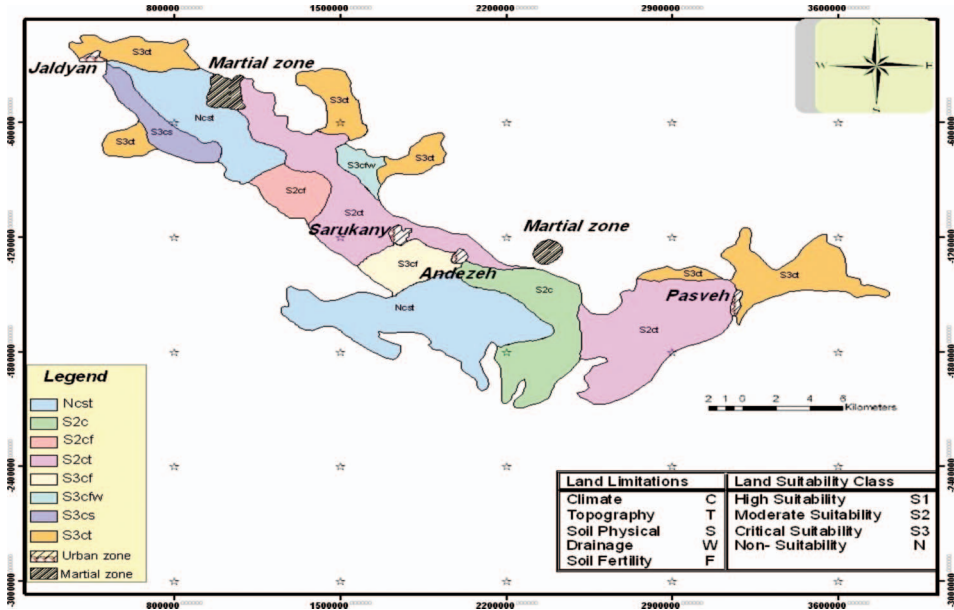 800000 1500000 2200000 2900000 3600000
N
W T
S
S3ct
Jaldyan
Martial zone
S3ct
Ncst
-600000 -600000
S3cs
S3ct
S3ct
S3cfw
S2cf
S2ct
Sarukany
Martial zone
-1200000 -1200000
S3cf
Andezeh
S3ct
S3ct
S2c
Pasveh
Ncst
S2ct
-1800000 -1800000
Legend
Ncst
S2c
S2cf
S2ct
S3cf
S3cfw
S3cs
S3ct
Urban zone
Martial zone
2 1 0 2 4 6
Kilometers
-2400000 -2400000
Land Limitations Land Suitability Class
Climate C High Suitability S1
Topography T Moderate Suitability S2
Soil Physical S Critical Suitability S3
Drainage W Non- Suitability N
Soil Fertility F
-3000000 -3000000
800000 1500000 2200000 2900000 3600000